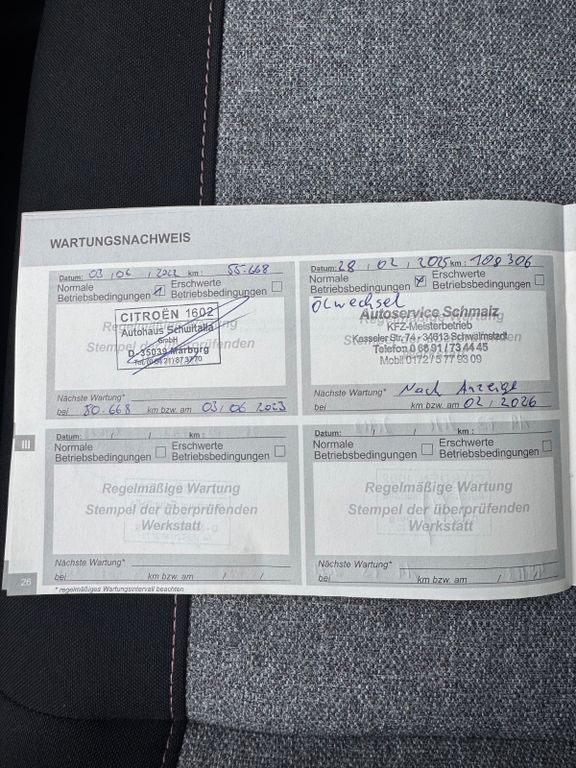 WARTUNGSNACHWEIS
Datum: 03 / 06 / 2022 km : 55.668
Normale Betriebsbedingungen
Erschwerte Betriebsbedingungen
CITROËN 1602
Autohaus
GmbH
D-35039 Marburg
Regelmäßige Wartung
Stempel der überprüfenden
Nächste Wartung*
bei 80.668 km bzw. am 03/06 2023
Datum: 28 / 02 / 2025 km : 108306
Normale Betriebsbedingungen
Erschwerte Betriebsbedingungen
Ölwechsel
Autoservice Schmalz
KFZ-Meisterbetrieb
Kasseler Str. 74 · 34613 Schwalmstadt
Telefon 0 66 91 / 73 44 45
Mobil 0172 / 5 77 93 09
Nächste Wartung* Nach Anzeige
bei km bzw. am 02/2026
III
Datum: / / km :
Normale Betriebsbedingungen
Erschwerte Betriebsbedingungen
Regelmäßige Wartung
Stempel der überprüfenden
Werkstatt
Nächste Wartung*
bei km bzw. am / /
Datum: / / km :
Normale Betriebsbedingungen
Erschwerte Betriebsbedingungen
Regelmäßige Wartung
Stempel der überprüfenden
Werkstatt
Nächste Wartung*
bei km bzw. am / /
26
* regelmäßiges Wartungsintervall beachten